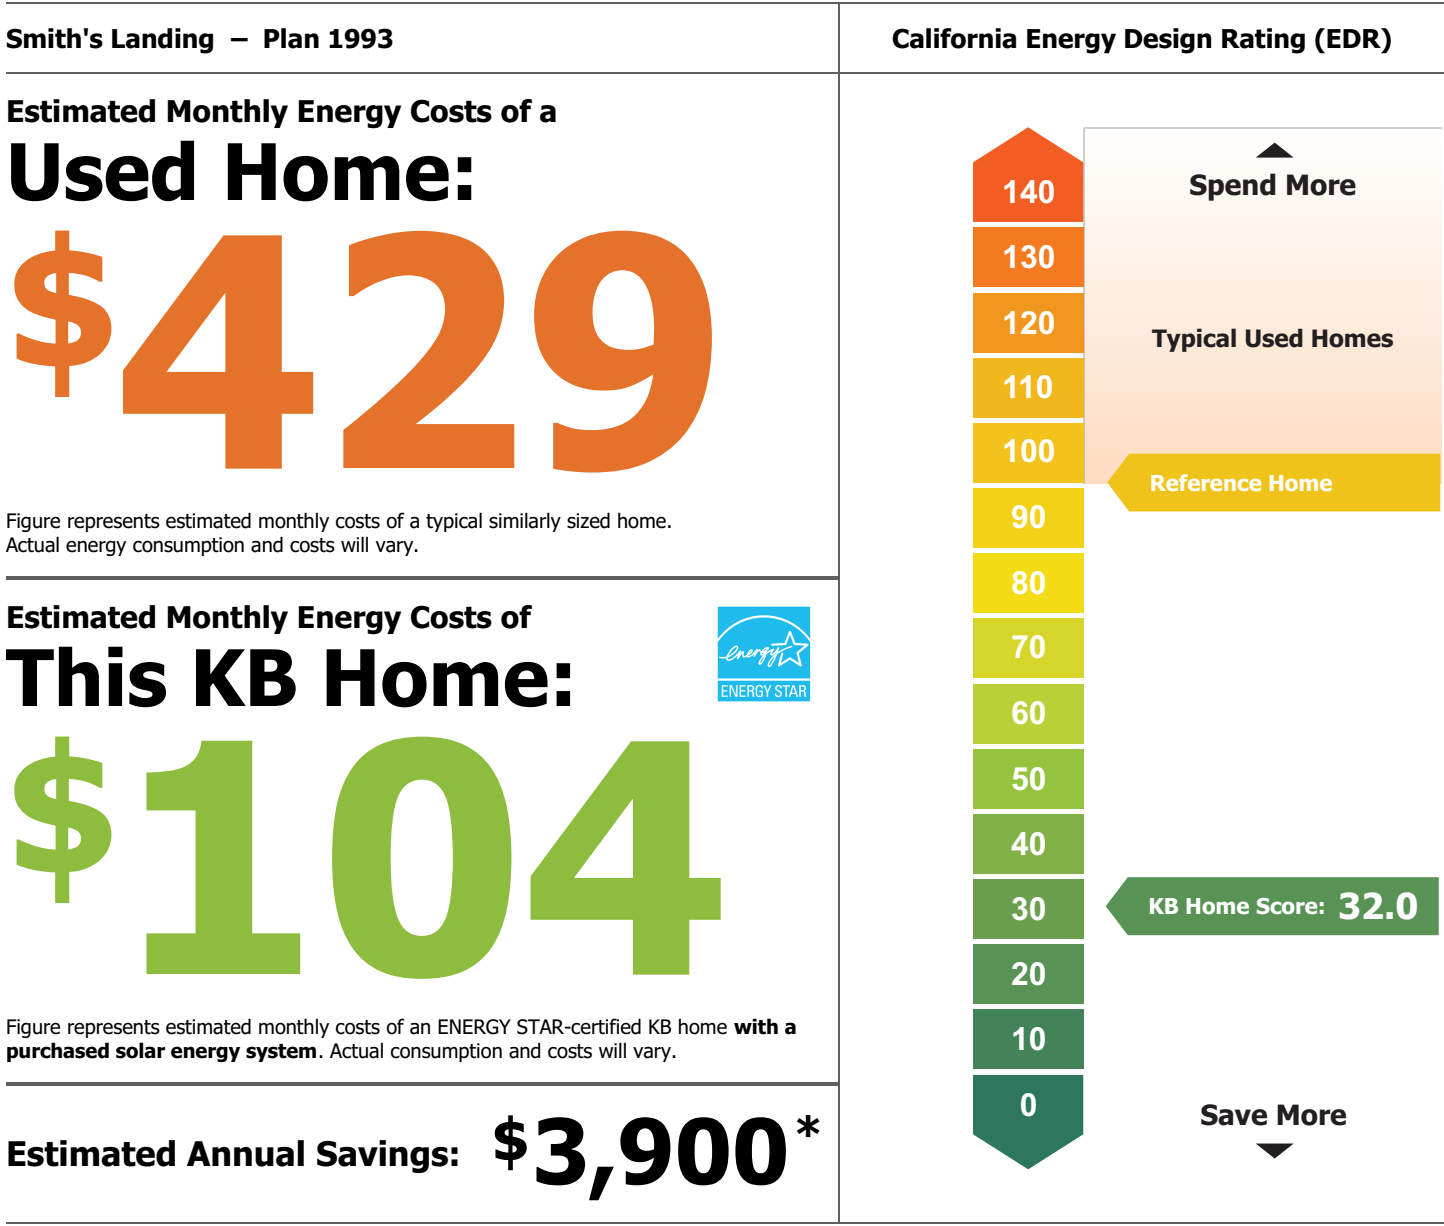 Smith's Landing – Plan 1993
Estimated Monthly Energy Costs of a
Used Home:
$429
Figure represents estimated monthly costs of a typical similarly sized home.
Actual energy consumption and costs will vary.
Estimated Monthly Energy Costs of
This KB Home:
energy
ENERGY STAR
$104
Figure represents estimated monthly costs of an ENERGY STAR-certified KB home with a
purchased solar energy system. Actual consumption and costs will vary.
Estimated Annual Savings: $3,900*
California Energy Design Rating (EDR)
Spend More
140
130
120
Typical Used Homes
110
100
Reference Home
90
80
70
60
50
40
30
KB Home Score: 32.0
20
10
0
Save More